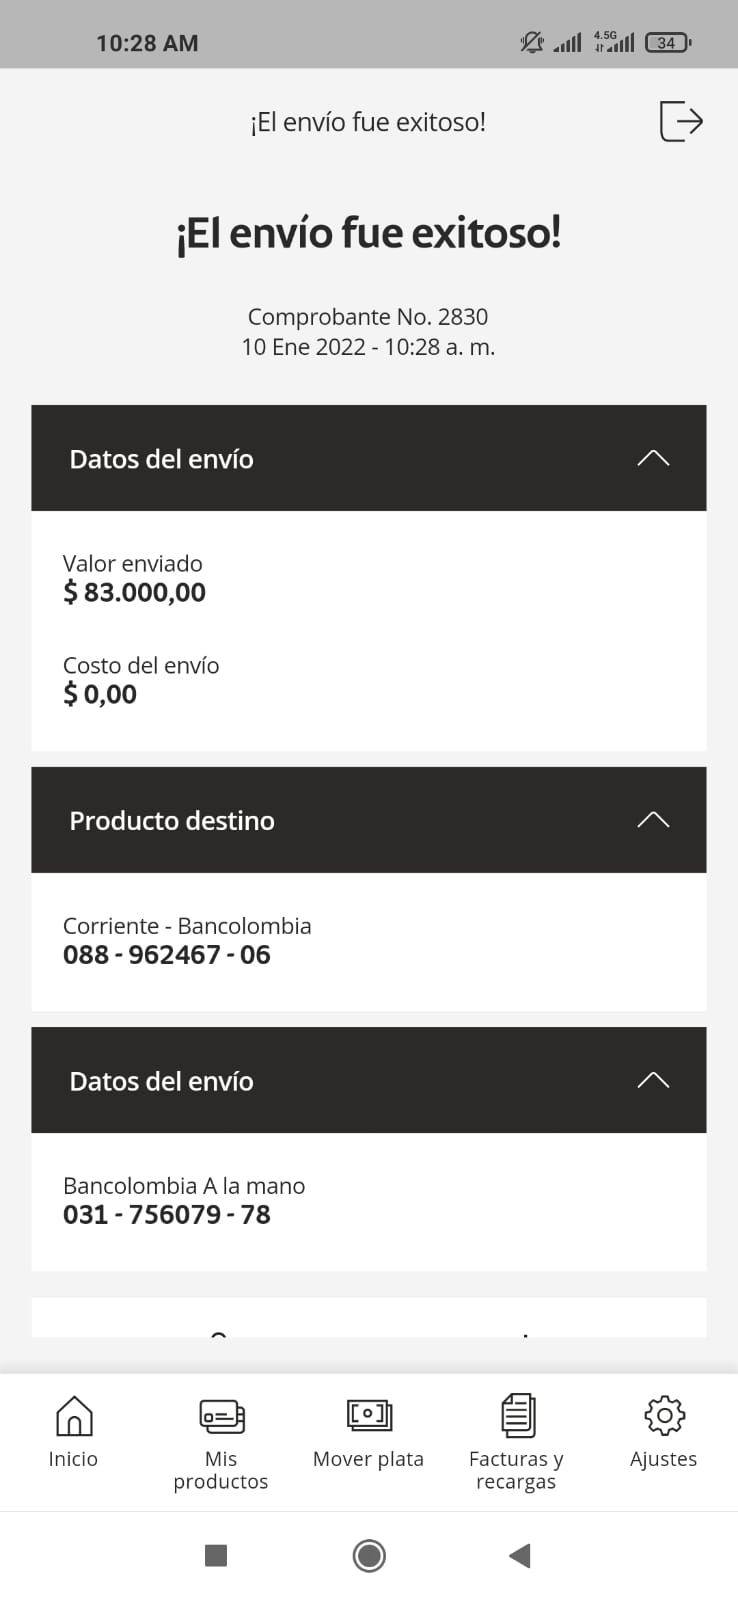 10:28 AM
4.5G
34
¡El envío fue exitoso!
¡El envío fue exitoso!
Comprobante No. 2830
10 Ene 2022 - 10:28 a. m.
Datos del envío
Valor enviado
$ 83.000,00
Costo del envío
$ 0,00
Producto destino
Corriente - Bancolombia
088 - 962467 - 06
Datos del envío
Bancolombia A la mano
031 - 756079 - 78
Inicio
Mis
productos
Mover plata
Facturas y
recargas
Ajustes